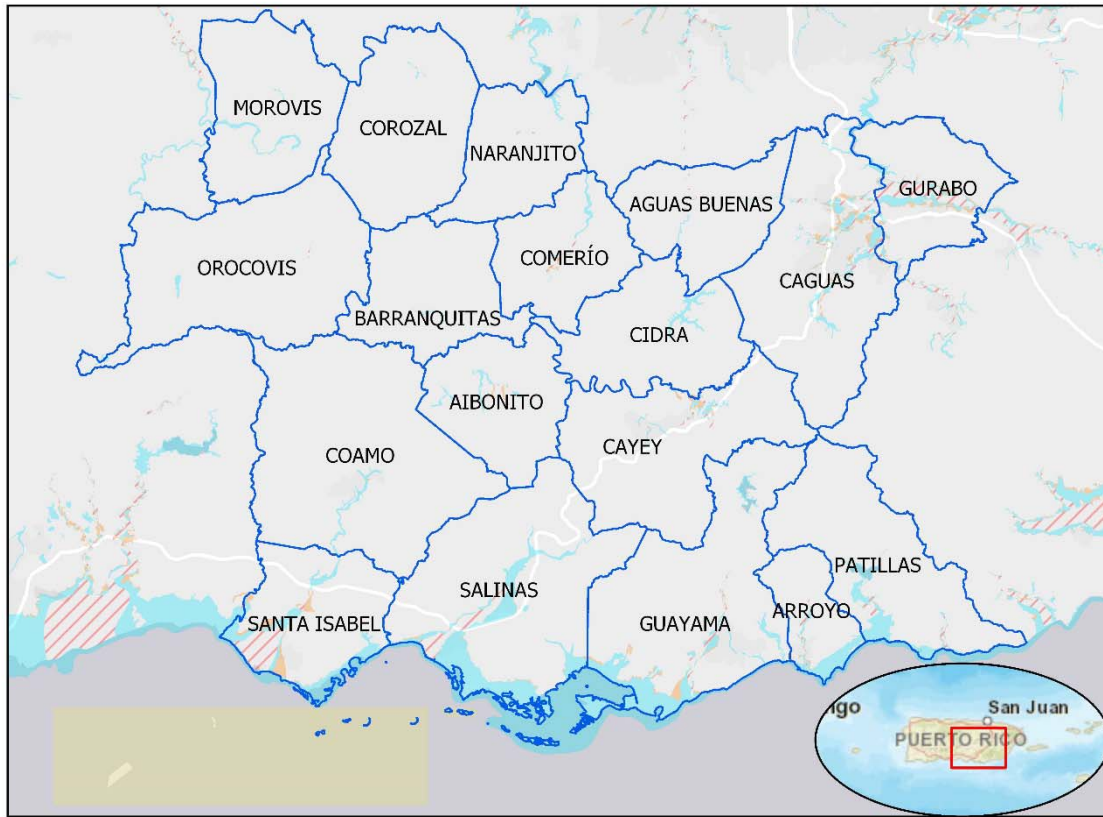 MOROVIS
COROZAL
NARANJITO
AGUAS BUENAS
GURABO
OROCOVIS
COMERÍO
CAGUAS
BARRANQUITAS
CIDRA
AIBONITO
COAMO
CAYEY
SALINAS
PATILLAS
SANTA ISABEL
GUAYAMA
ARROYO
igo
San Juan
PUERTO RICO